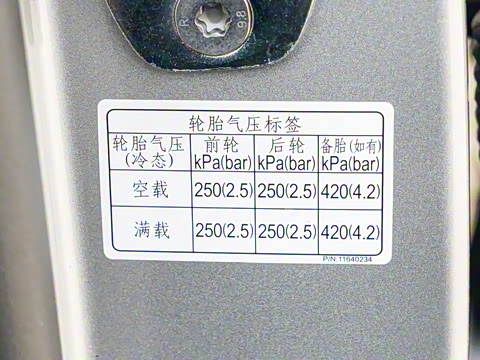 R 98
轮胎气压标签
轮胎气压(冷态) 前轮 kPa(bar) 后轮 kPa(bar) 备胎(如有) kPa(bar)
空载 250(2.5) 250(2.5) 420(4.2)
满载 250(2.5) 250(2.5) 420(4.2)
P/N.11640234